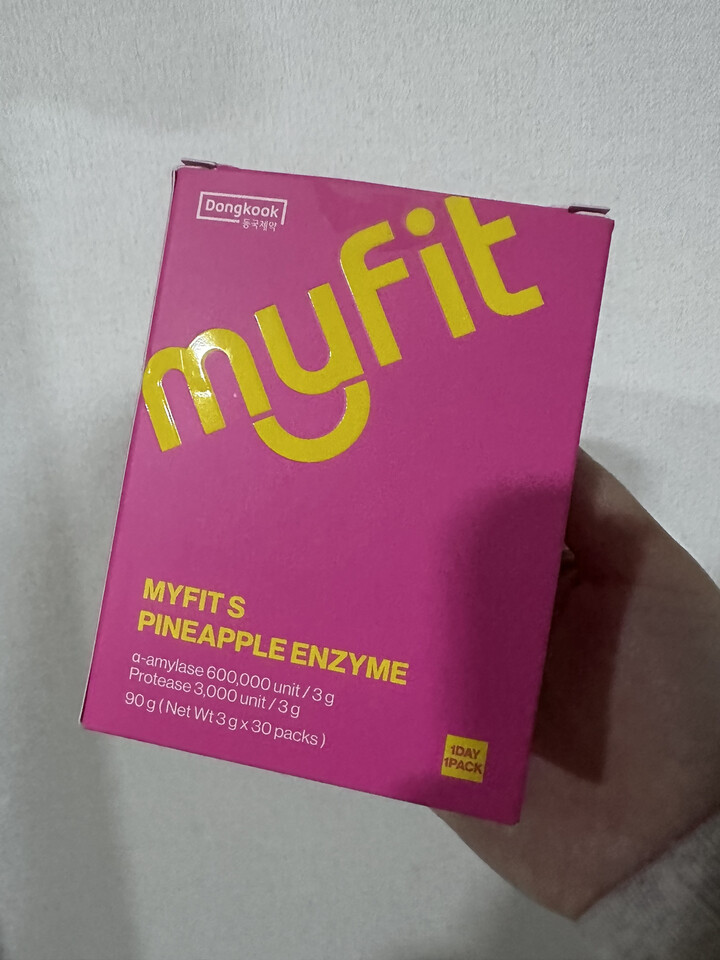 Dongkook
동국제약
myfit
MYFIT S
PINEAPPLE ENZYME
α-amylase 600,000 unit / 3 g
Protease 3,000 unit / 3 g
90 g ( Net Wt 3 g x 30 packs )
1DAY
1PACK